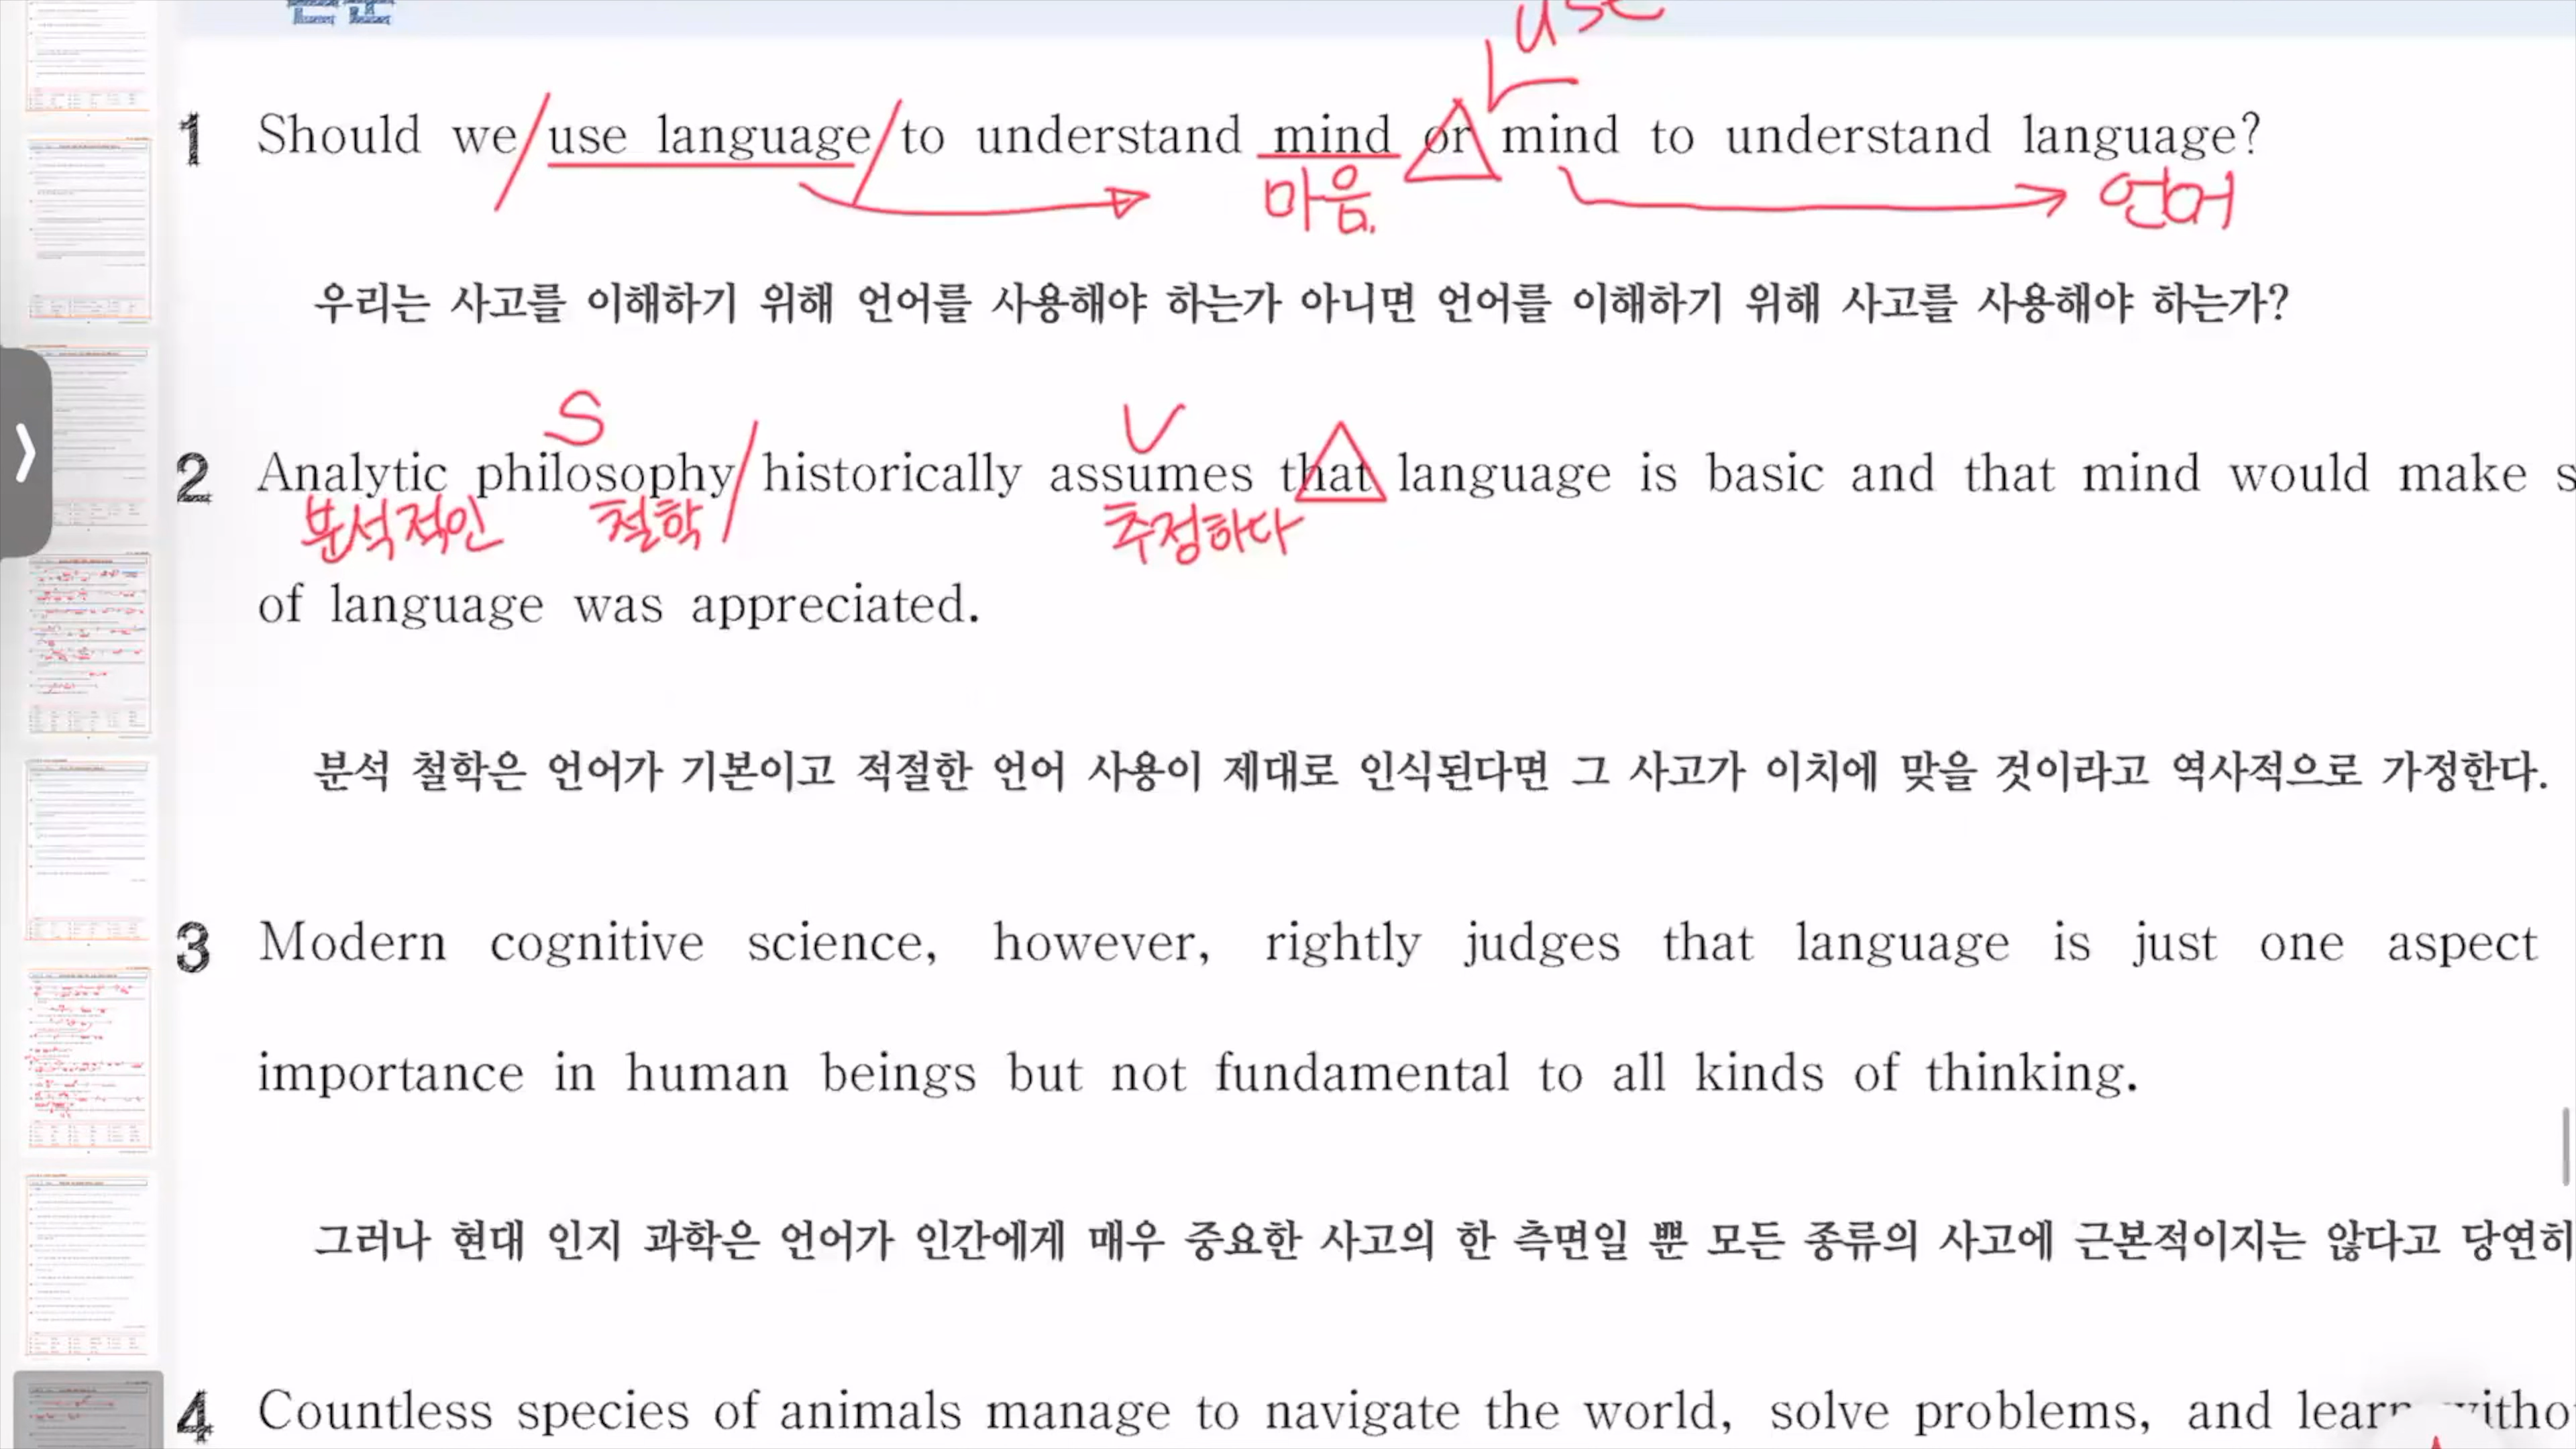 use
1 Should we use language to understand mind or mind to understand language?
마음. 언어
우리는 사고를 이해하기 위해 언어를 사용해야 하는가 아니면 언어를 이해하기 위해 사고를 사용해야 하는가?
S V
2 Analytic philosophy historically assumes that language is basic and that mind would make s
분석적인 철학 추정하다
of language was appreciated.
분석 철학은 언어가 기본이고 적절한 언어 사용이 제대로 인식된다면 그 사고가 이치에 맞을 것이라고 역사적으로 가정한다.
3 Modern cognitive science, however, rightly judges that language is just one aspect
importance in human beings but not fundamental to all kinds of thinking.
그러나 현대 인지 과학은 언어가 인간에게 매우 중요한 사고의 한 측면일 뿐 모든 종류의 사고에 근본적이지는 않다고 당연히
4 Countless species of animals manage to navigate the world, solve problems, and learn